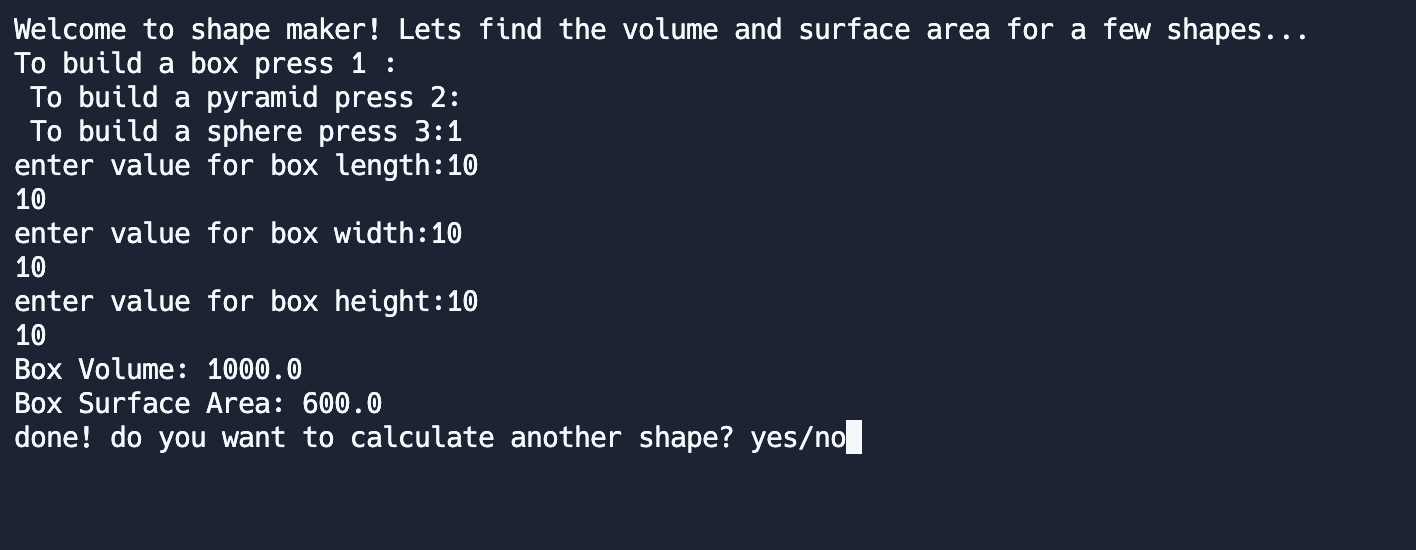 Welcome to shape maker! Lets find the volume and surface area for a few shapes...
To build a box press 1 :
 To build a pyramid press 2:
 To build a sphere press 3:1
enter value for box length:10
10
enter value for box width:10
10
enter value for box height:10
10
Box Volume: 1000.0
Box Surface Area: 600.0
done! do you want to calculate another shape? yes/no